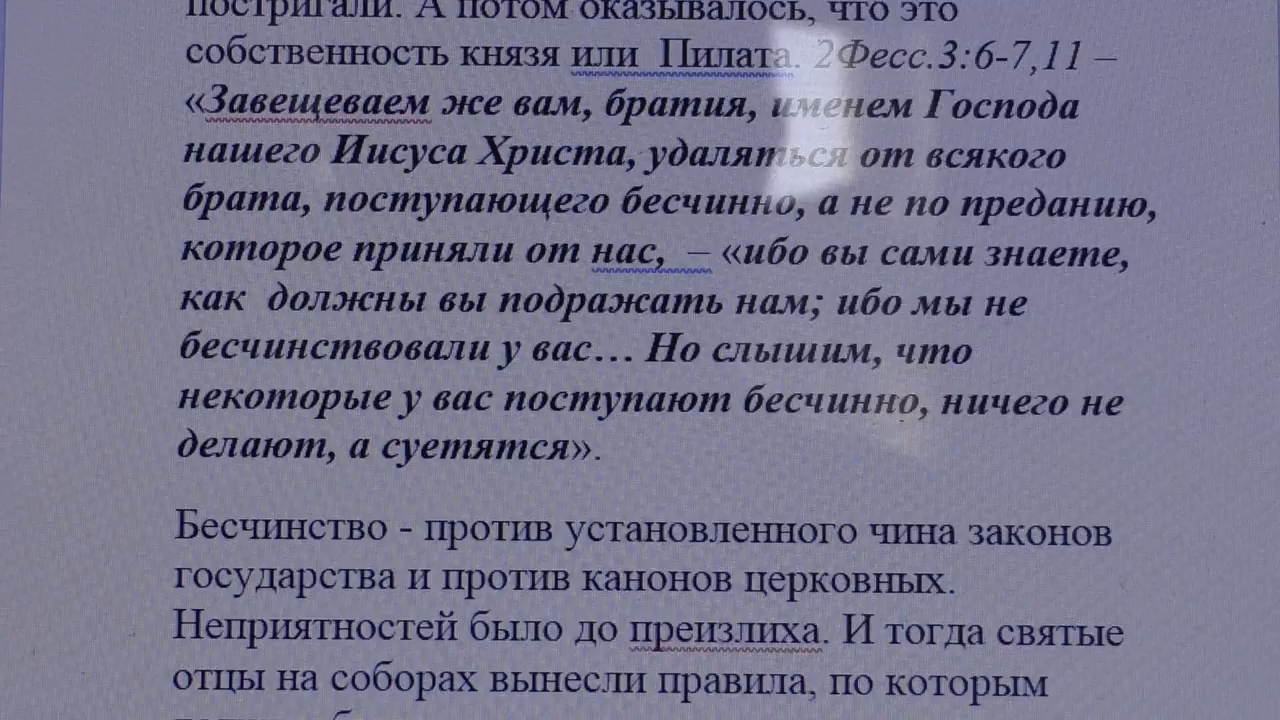 постригали. А потом оказывалось, что это
собственность князя или  Пилата. 2Фесс.3:6-7,11 –
«Завещеваем же вам, братия, именем Господа
нашего Иисуса Христа, удаляться от всякого
брата, поступающего бесчинно, а не по преданию,
которое приняли от нас,  – «ибо вы сами знаете,
как  должны вы подражать нам; ибо мы не
бесчинствовали у вас… Но слышим, что
некоторые у вас поступают бесчинно, ничего не
делают, а суетятся».
Бесчинство - против установленного чина законов
государства и против канонов церковных.
Неприятностей было до преизлиха. И тогда святые
отцы на соборах вынесли правила, по которым